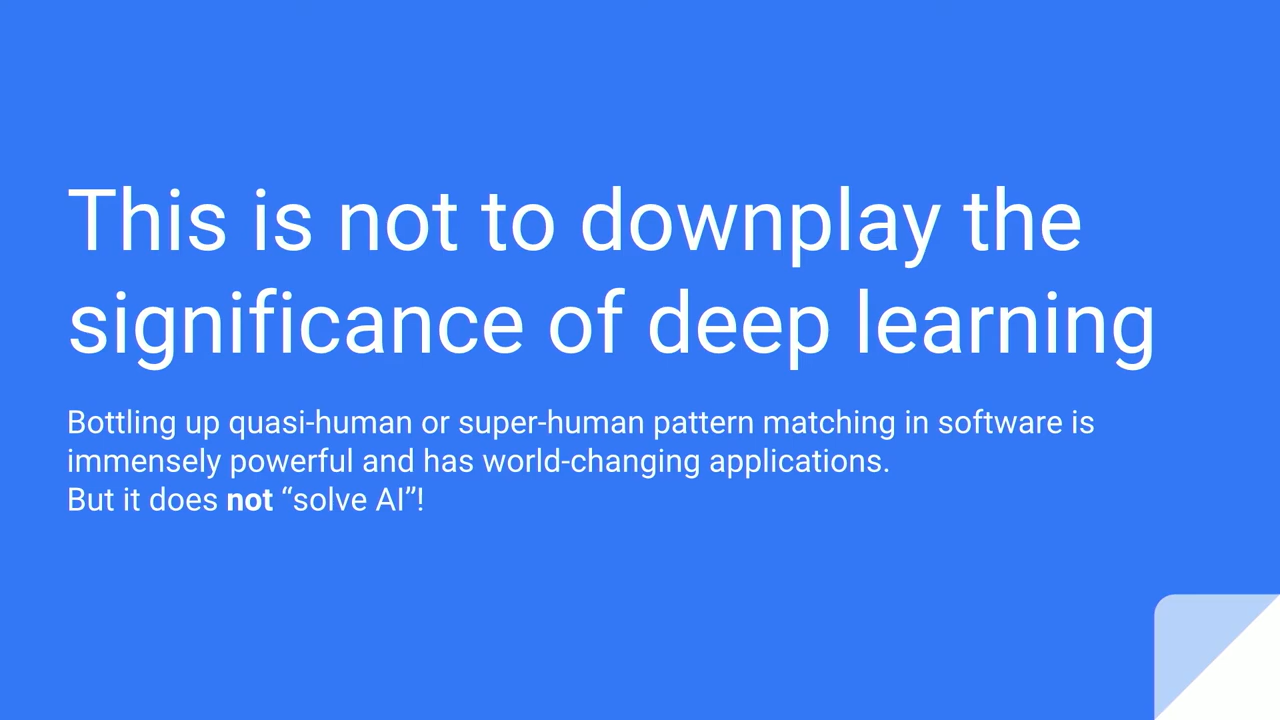 This is not to downplay the
significance of deep learning
Bottling up quasi-human or super-human pattern matching in software is
immensely powerful and has world-changing applications.
But it does not “solve AI”!